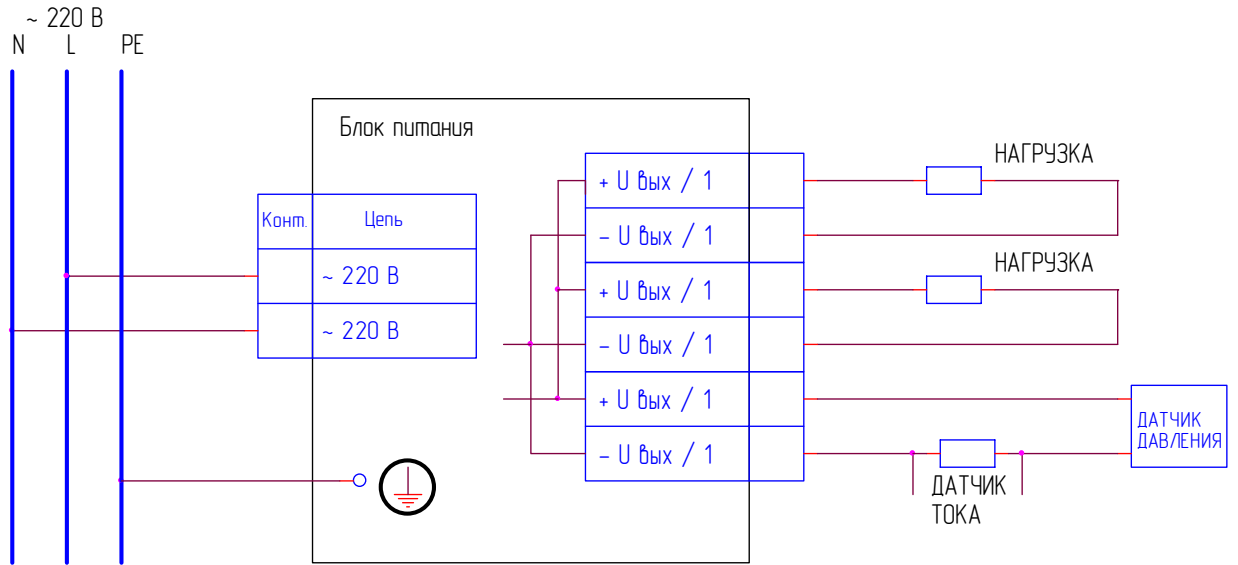 ~ 220 В
N L PE
Блок питания
Конт. Цепь
~ 220 В
~ 220 В
+ U вых / 1
- U вых / 1
+ U вых / 1
- U вых / 1
+ U вых / 1
- U вых / 1
НАГРУЗКА
НАГРУЗКА
ДАТЧИК
ДАВЛЕНИЯ
ДАТЧИК
ТОКА